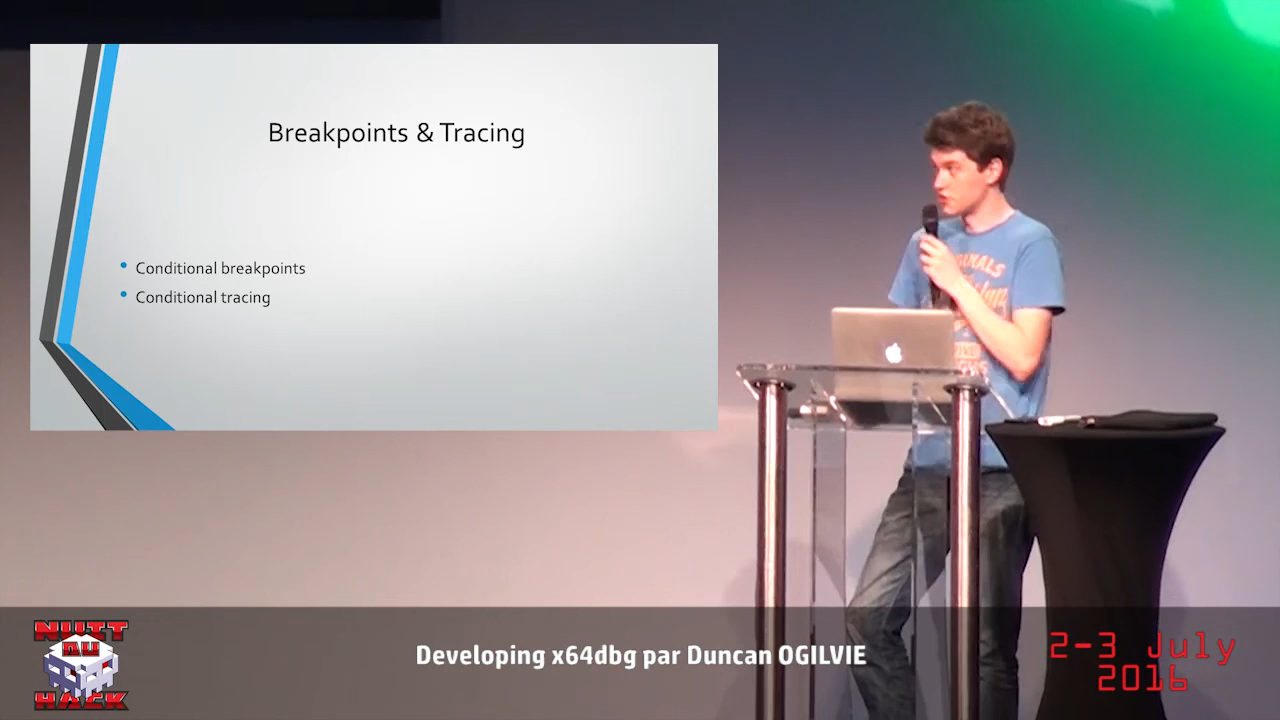 Breakpoints & Tracing
• Conditional breakpoints
• Conditional tracing
NUIT
DU
HACK
Developing x64dbg par Duncan OGILVIE
2-3 July
2016